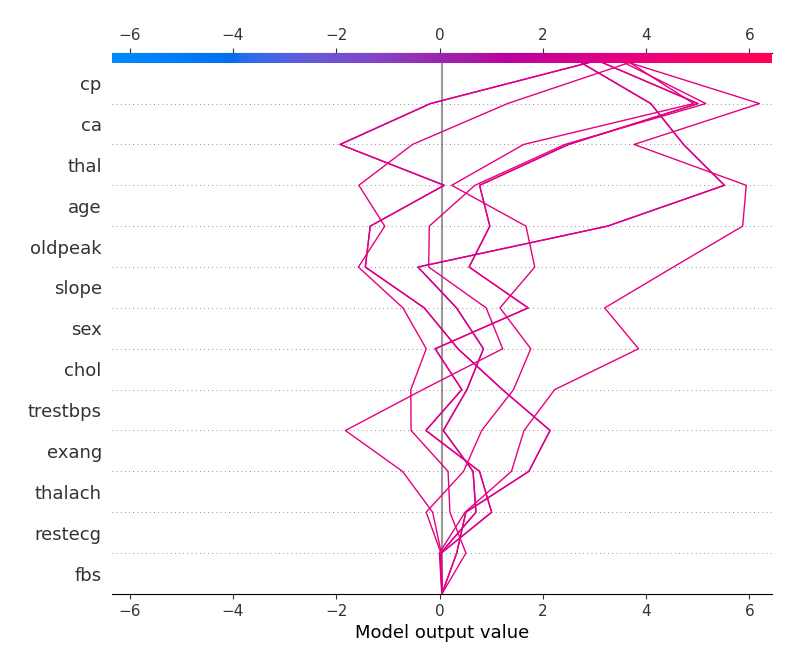 −6 −4 −2 0 2 4 6
cp
ca
thal
age
oldpeak
slope
sex
chol
trestbps
exang
thalach
restecg
fbs
−6 −4 −2 0 2 4 6
Model output value